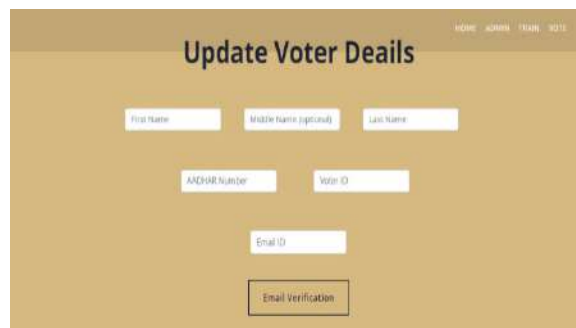 HOME ADMIN TRAIN VOTE
Update Voter Deails
First Name Middle Name (optional) Last Name
AADHAR Number Voter ID
Email ID
Email Verification